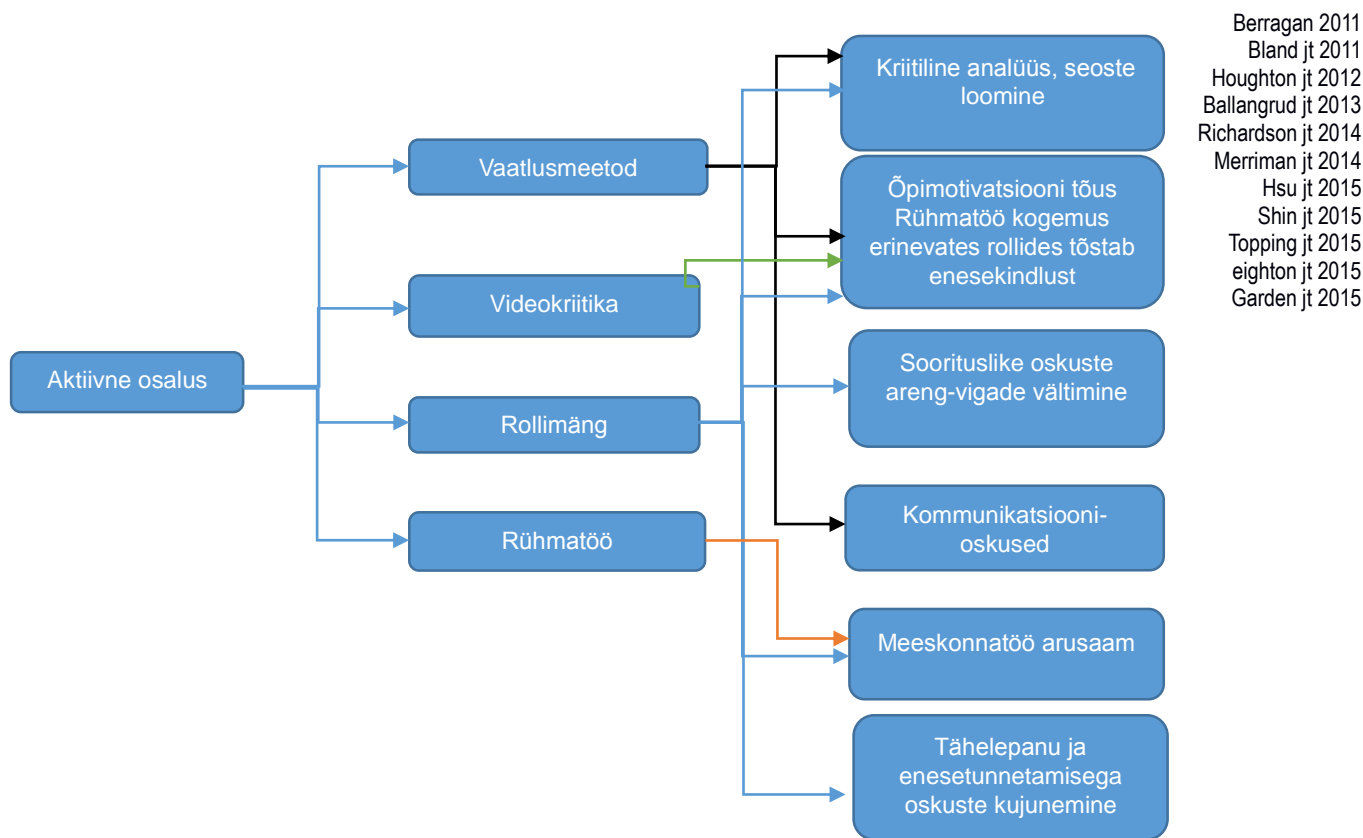 Aktiivne osalus
Vaatlusmeetod
Videokriitika
Rollimäng
Rühmatöö
Kriitiline analüüs, seoste
loomine
Õpimotivatsiooni tõus
Rühmatöö kogemus
erinevates rollides tõstab
enesekindlust
Soorituslike oskuste
areng-vigade vältimine
Kommunikatsiooni-
oskused
Meeskonnatöö arusaam
Tähelepanu ja
enesetunnetamisega
oskuste kujunemine
Berragan 2011
Bland jt 2011
Houghton jt 2012
Ballangrud jt 2013
Richardson jt 2014
Merriman jt 2014
Hsu jt 2015
Shin jt 2015
Topping jt 2015
eighton jt 2015
Garden jt 2015